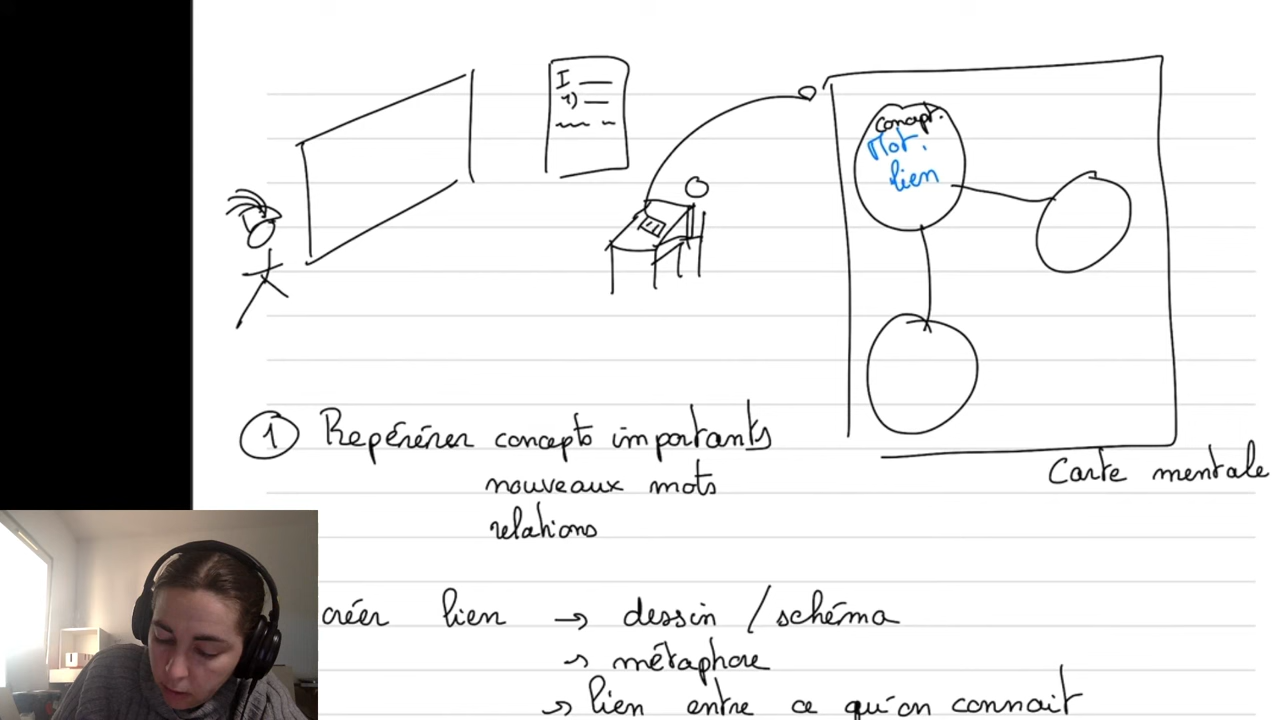 I
1)
concept.
Mot.
lien
Carte mentale
1 Repérérer concepts importants
nouveaux mots
relations
créer lien → dessin / schéma
→ métaphore
→ lien entre ce qu'on connait